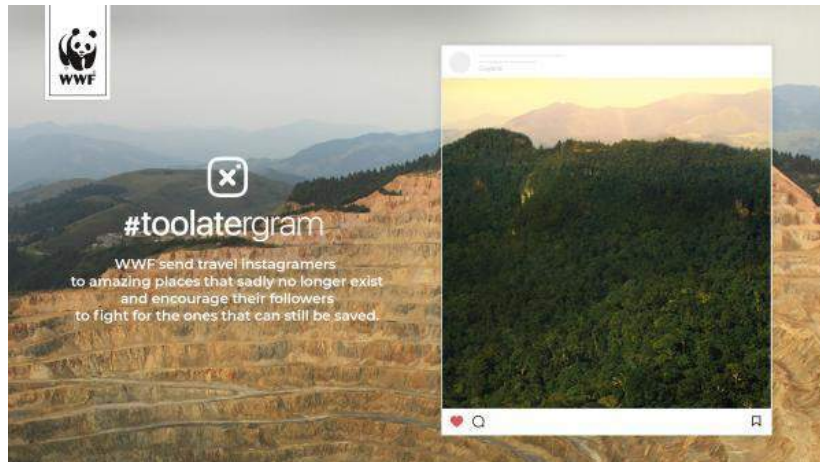 WWF
#toolatergram
WWF send travel instagramers
to amazing places that sadly no longer exist
and encourage their followers
to fight for the ones that can still be saved.